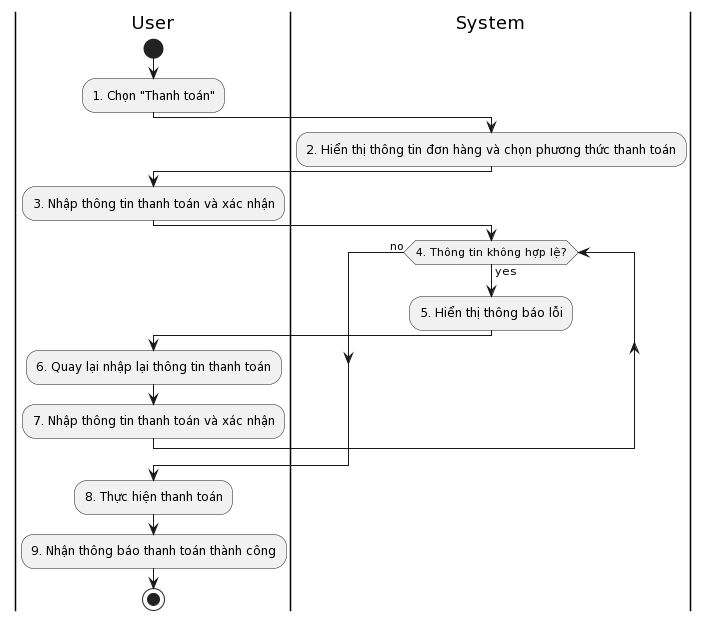 User
System
1. Chọn "Thanh toán"
2. Hiển thị thông tin đơn hàng và chọn phương thức thanh toán
3. Nhập thông tin thanh toán và xác nhận
no
4. Thông tin không hợp lệ?
yes
5. Hiển thị thông báo lỗi
6. Quay lại nhập lại thông tin thanh toán
7. Nhập thông tin thanh toán và xác nhận
8. Thực hiện thanh toán
9. Nhận thông báo thanh toán thành công